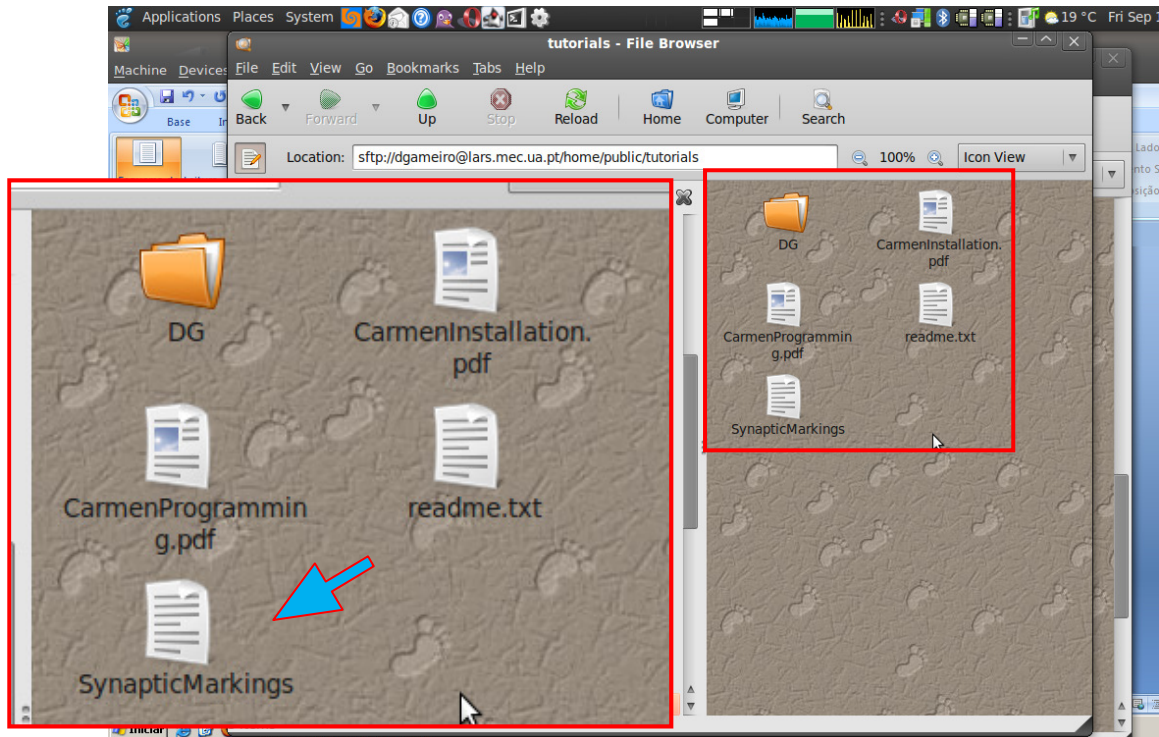 Applications Places System
19 °C Fri Sep 1
tutorials - File Browser
Machine Devices
File Edit View Go Bookmarks Tabs Help
Back Forward Up Stop Reload Home Computer Search
Base
Location: sftp://dgameiro@lars.mec.ua.pt/home/public/tutorials 100% Icon View
DG
CarmenInstallation.
pdf
CarmenProgrammin
g.pdf
readme.txt
SynapticMarkings
DG
CarmenInstallation.
pdf
CarmenProgrammin
g.pdf
readme.txt
SynapticMarkings
Iniciar